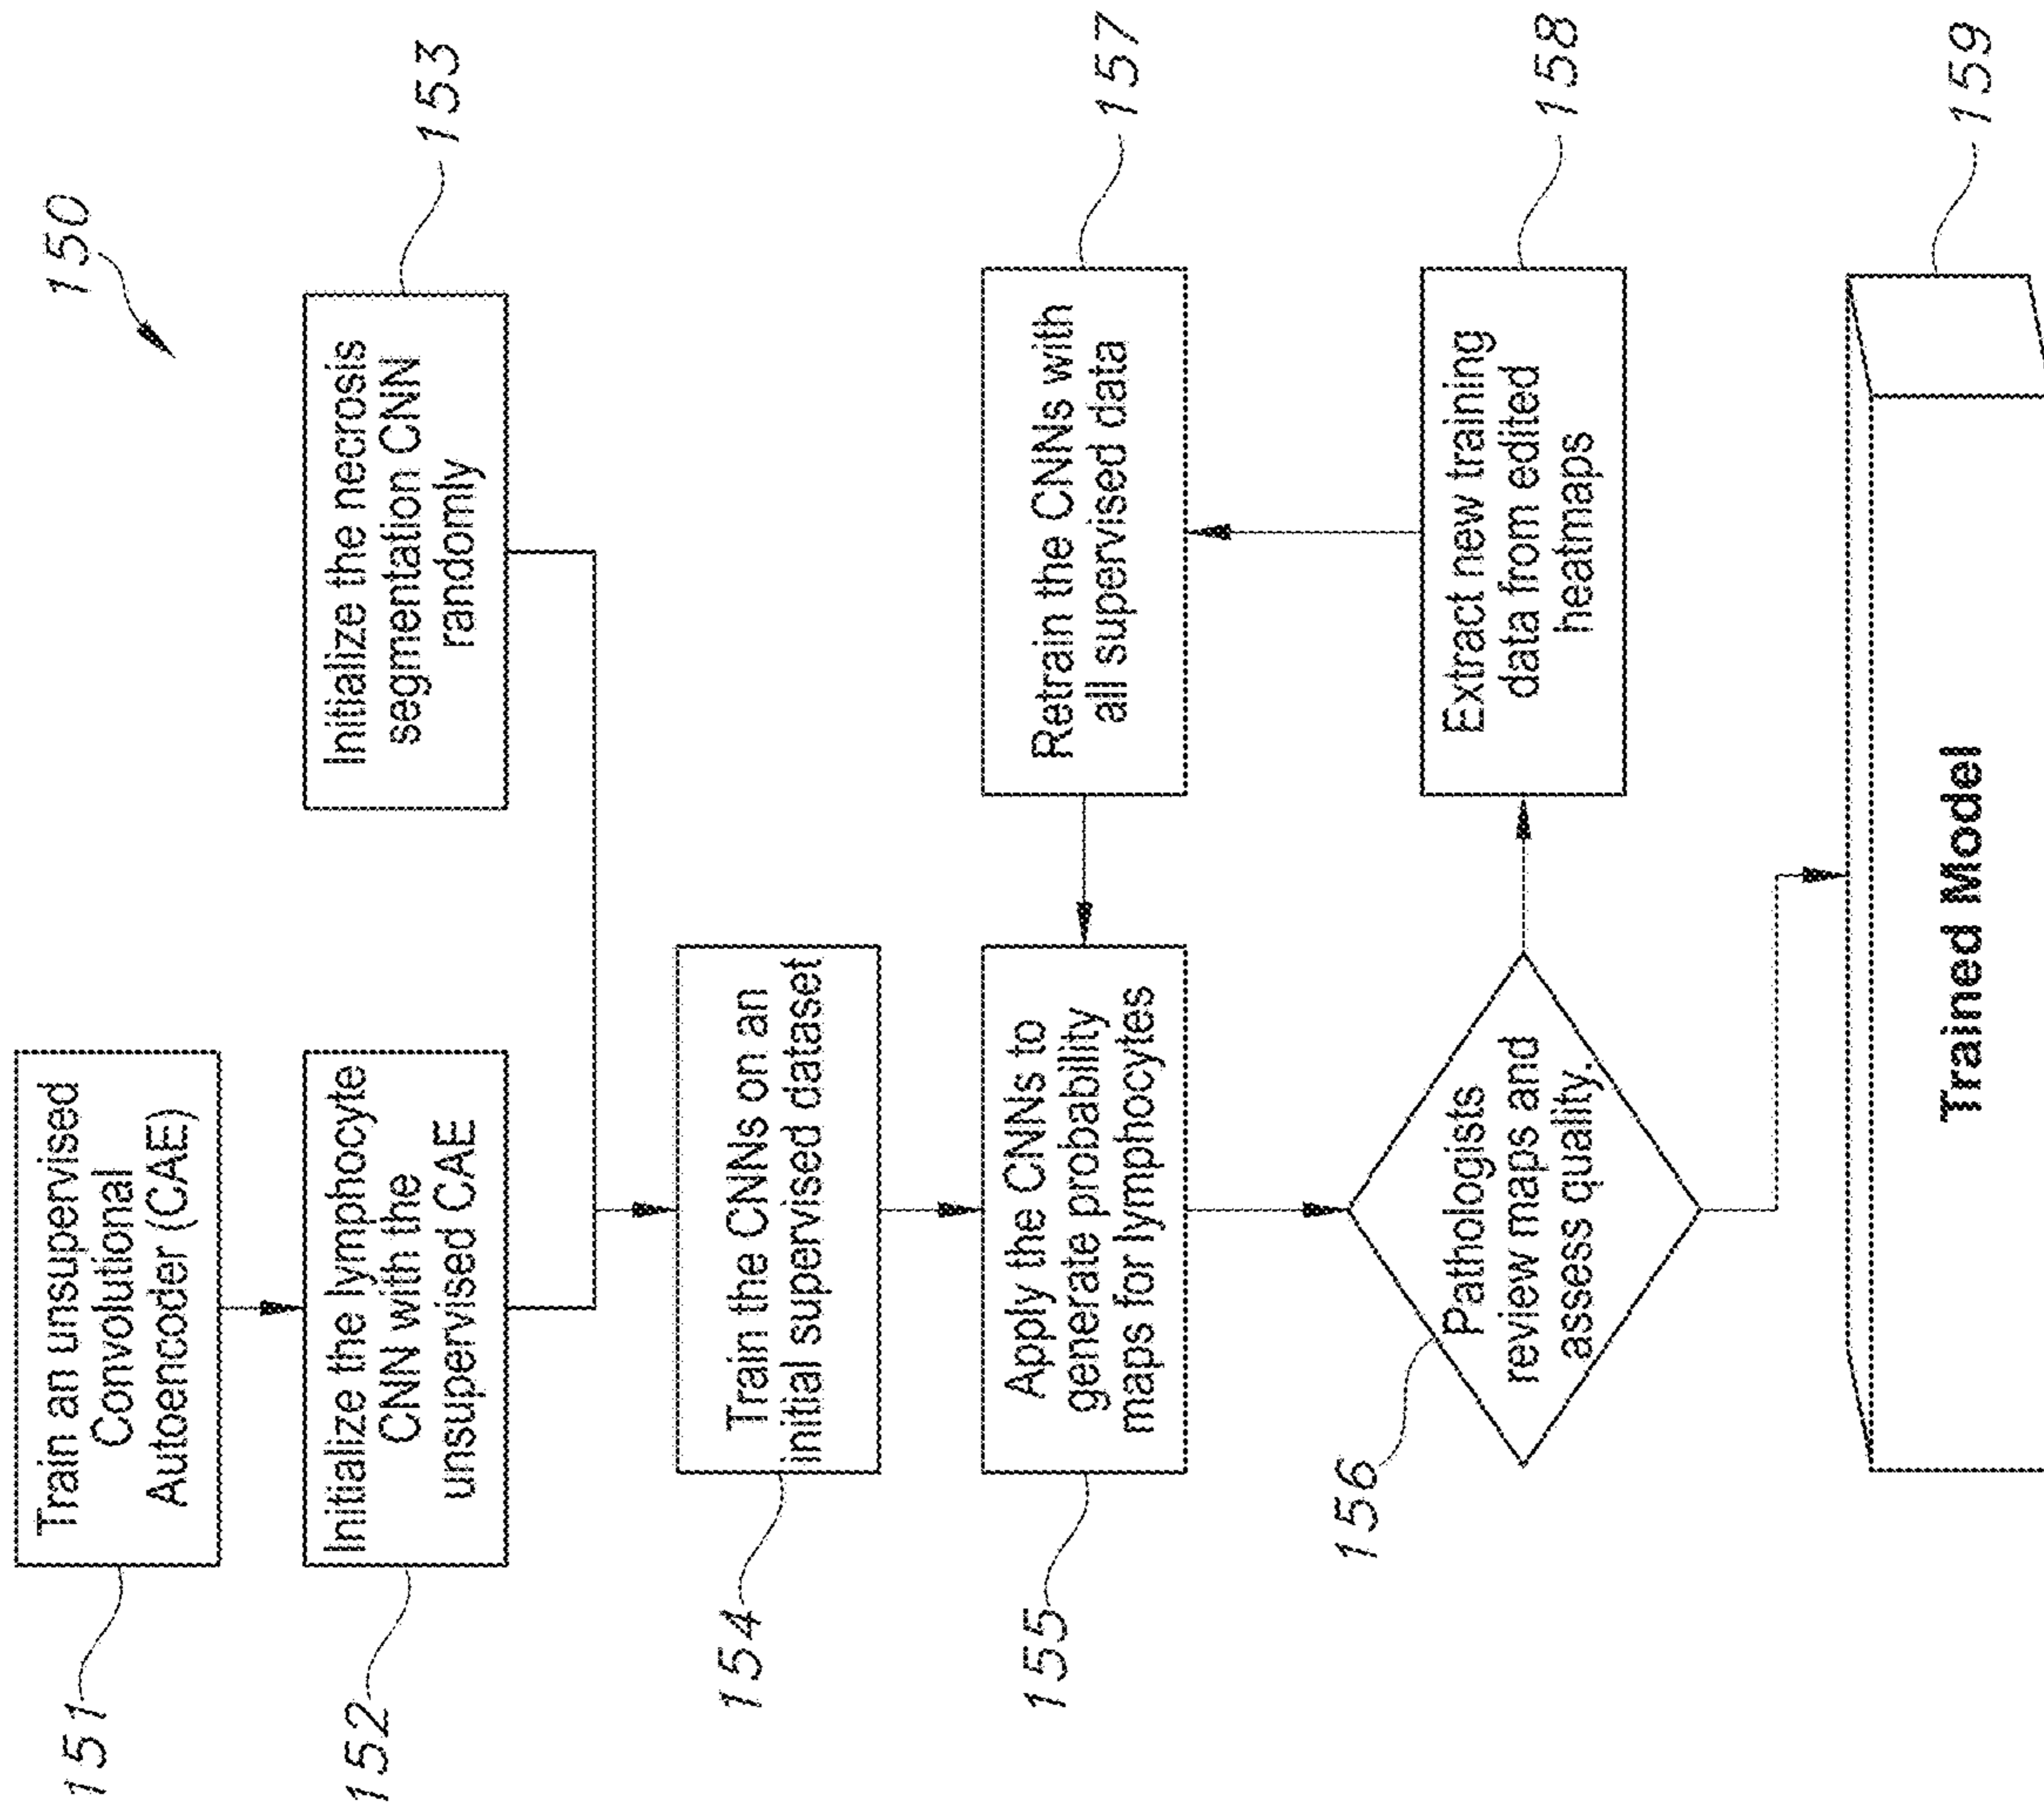 150
151
Train an unsupervised
Convolutional
Autoencoder (CAE)
152
Initialize the lymphocyte
CNN with the
unsupervised CAE
153
Initialize the necrosis
segmentation CNN
randomly
154
Train the CNNs on an
initial supervised dataset
155
Apply the CNNs to
generate probability
maps for lymphocytes
157
Retrain the CNNs with
all supervised data
156
Pathologists
review maps and
assess quality.
158
Extract new training
data from edited
heatmaps
159
Trained Model